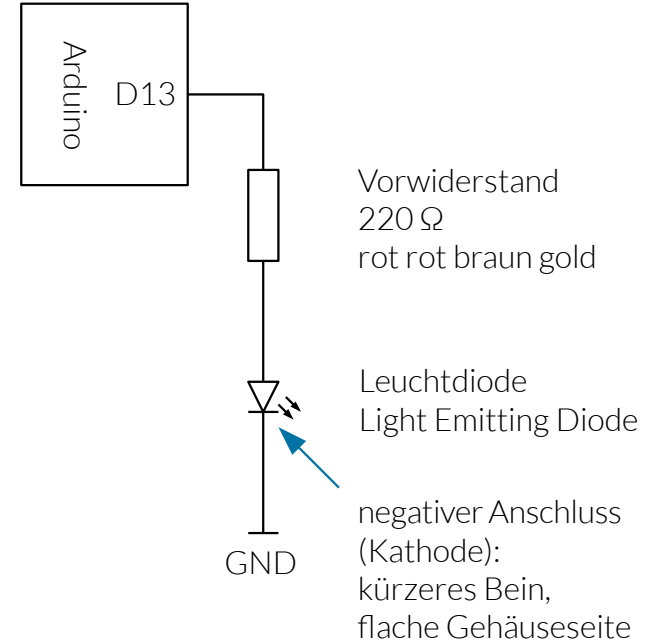 Arduino
D13
Vorwiderstand
220 Ω
rot rot braun gold
Leuchtdiode
Light Emitting Diode
negativer Anschluss
(Kathode):
kürzeres Bein,
flache Gehäuseseite
GND